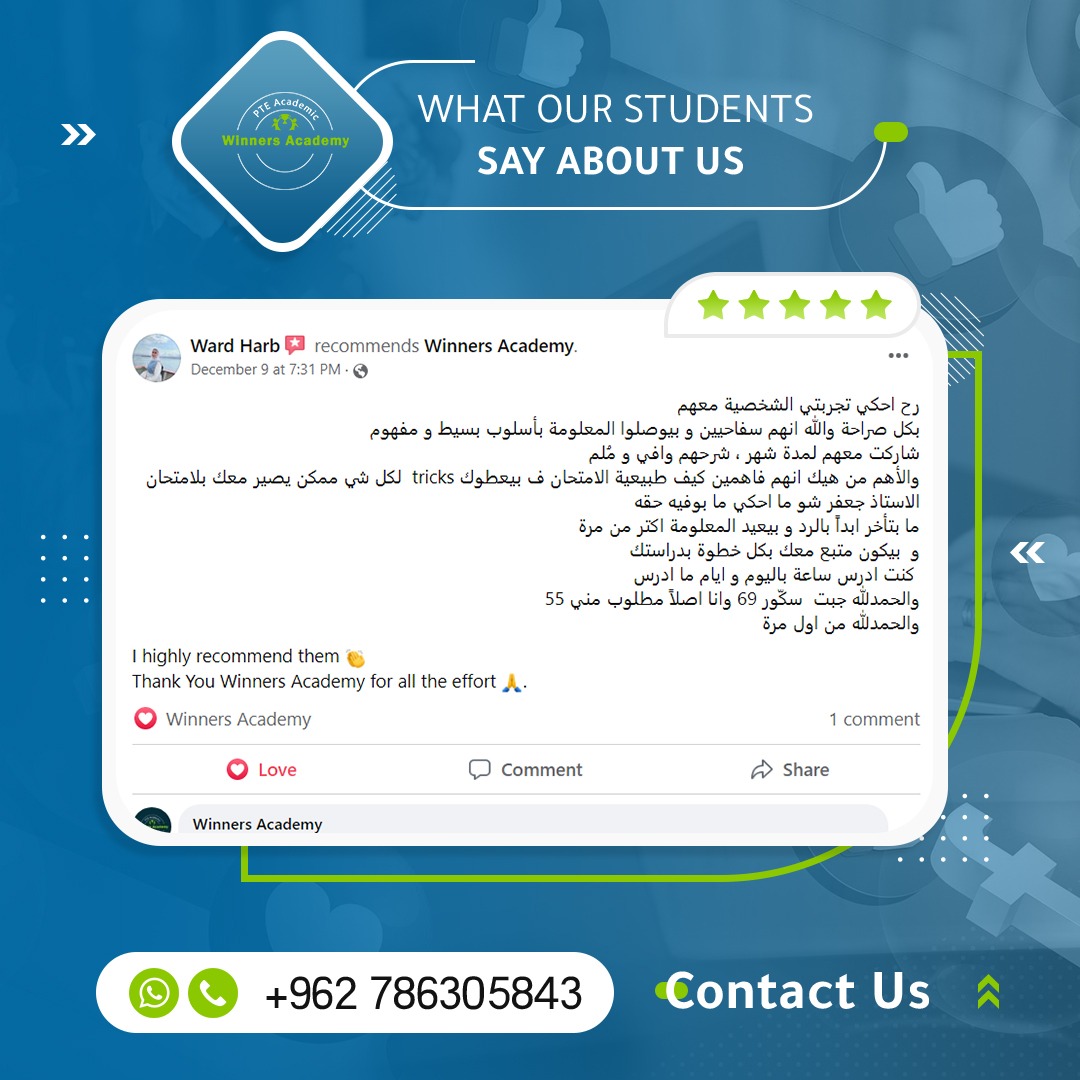 PTE Academic
Winners Academy
WHAT OUR STUDENTS
SAY ABOUT US
Ward Harb recommends Winners Academy.
December 9 at 7:31 PM ·
رح احكي تجربتي الشخصية معهم
بكل صراحة والله انهم سفاحيين و بيوصلوا المعلومة بأسلوب بسيط و مفهوم
شاركت معهم لمدة شهر ، شرحهم وافي و مُلم
والأهم من هيك انهم فاهمين كيف طبيعية الامتحان ف بيعطوك tricks لكل شي ممكن يصير معك بلامتحان
الاستاذ جعفر شو ما احكي ما بوفيه حقه
ما بتأخر ابداً بالرد و بيعيد المعلومة اكتر من مرة
و بيكون متبع معك بكل خطوة بدراستك
كنت ادرس ساعة باليوم و ايام ما ادرس
والحمدلله جبت سكّور 69 وانا اصلاً مطلوب مني 55
والحمدلله من اول مرة
I highly recommend them 👏
Thank You Winners Academy for all the effort 🙏.
Winners Academy
1 comment
Love
Comment
Share
Winners Academy
+962 786305843
Contact Us